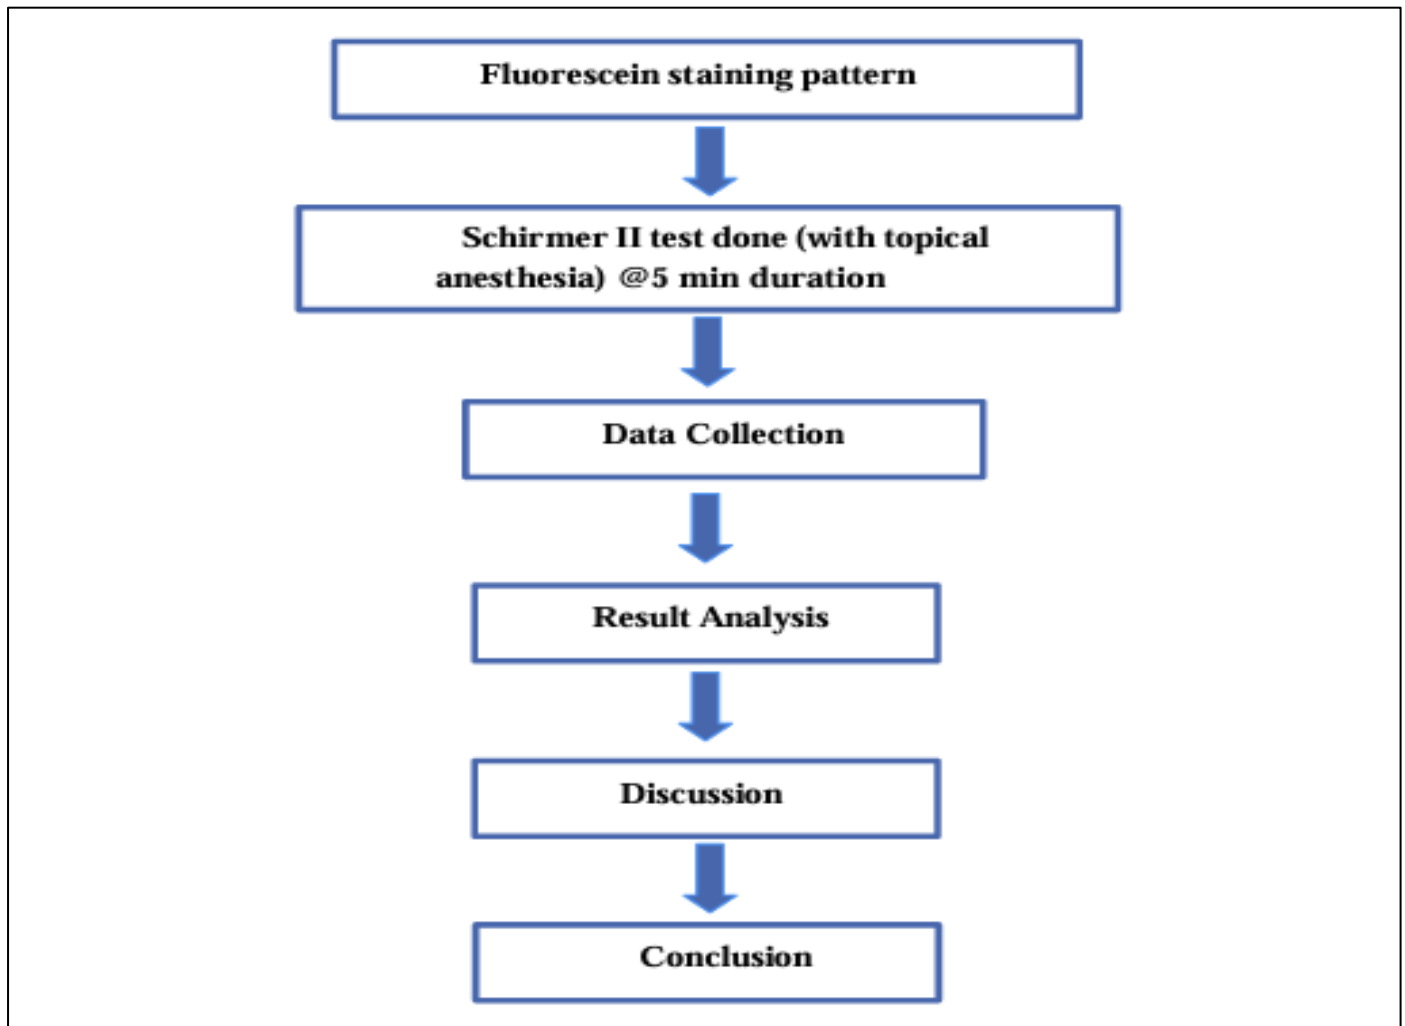 Fluorescein staining pattern
Schirmer II test done (with topical
anesthesia) @5 min duration
Data Collection
Result Analysis
Discussion
Conclusion